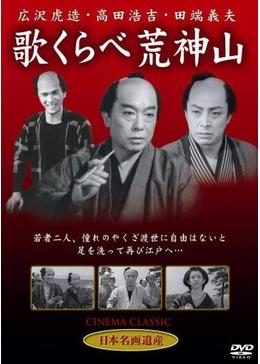 広沢虎造・高田浩吉・田端義夫
歌くらべ荒神山
若者二人、憧れのやくざ渡世に自由はないと
足を洗って再び江戸へ…
CINEMA CLASSIC
日本名画遺産
DVD
VIDEO